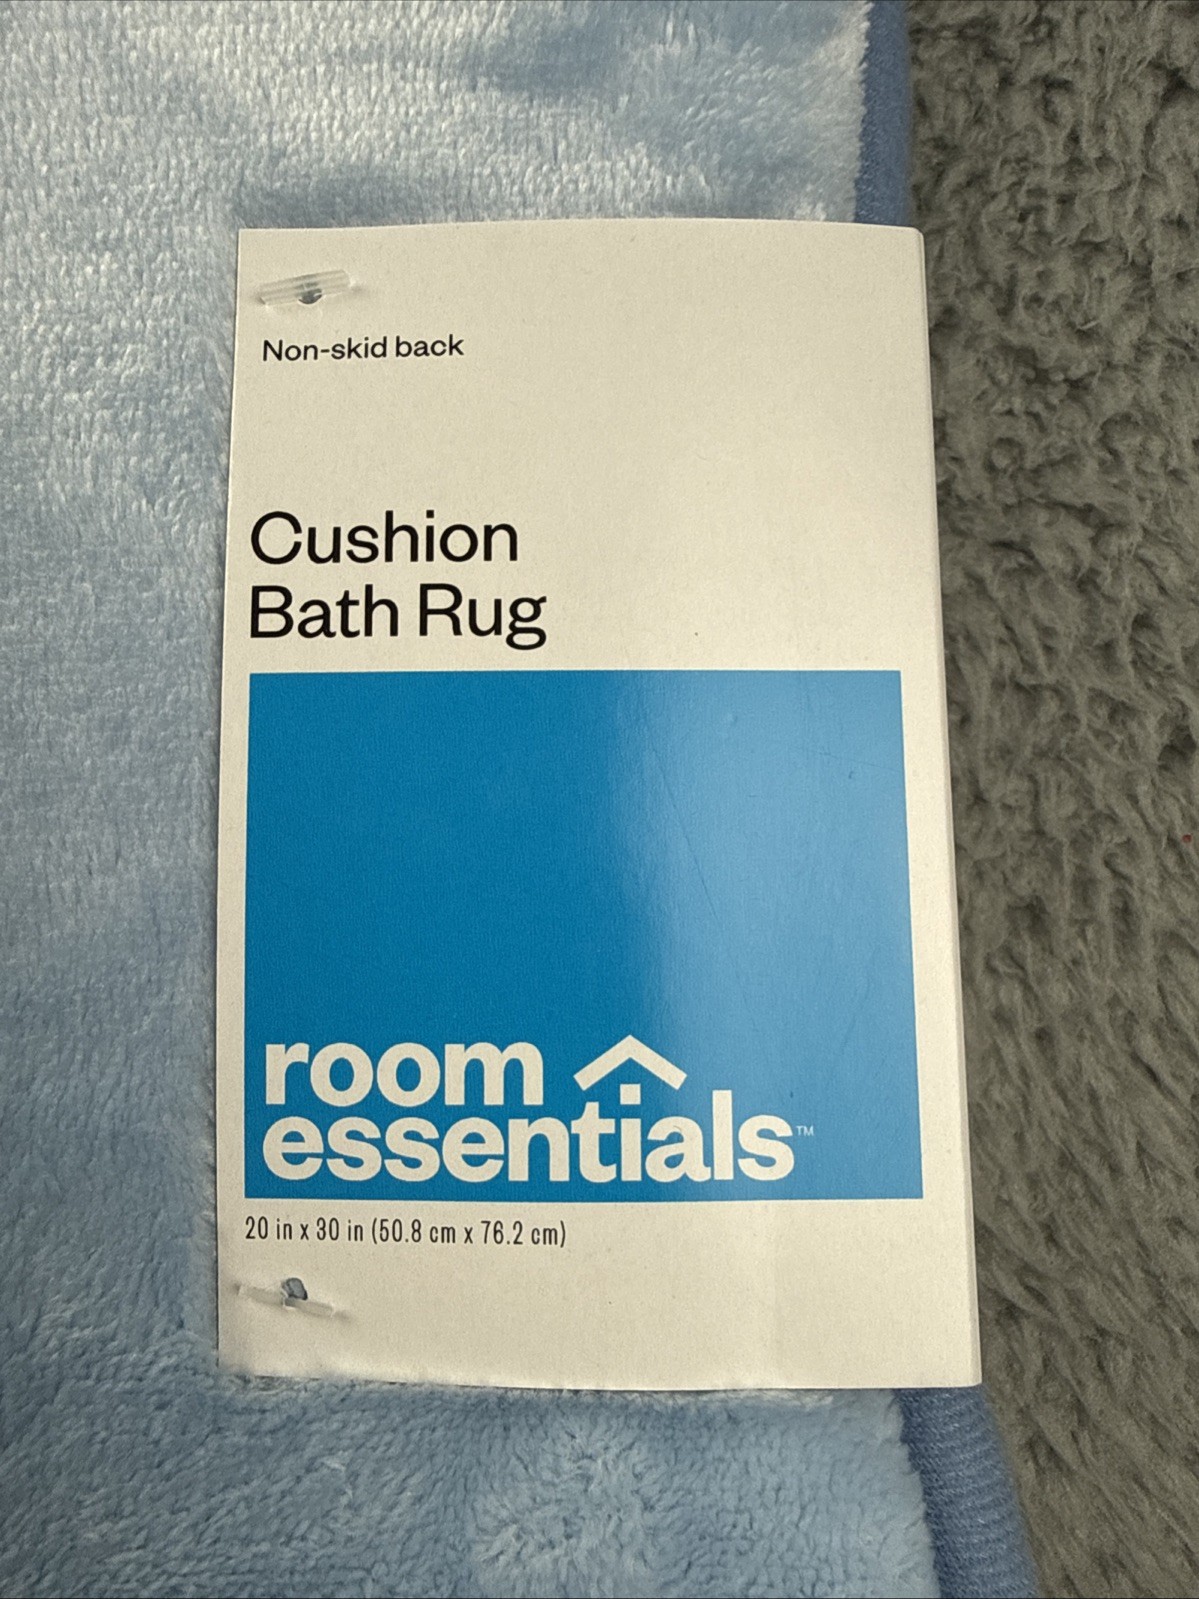 Non-skid back
Cushion
Bath Rug
room
essentials™
20 in x 30 in (50.8 cm x 76.2 cm)